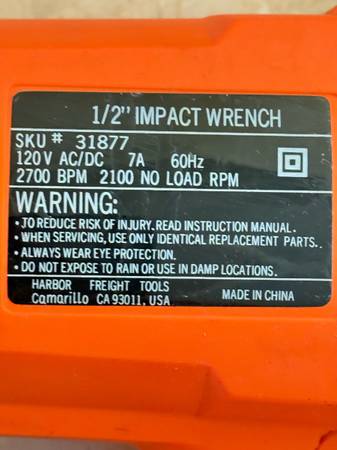 1/2" IMPACT WRENCH
SKU # 31877
120V AC/DC 7A 60Hz
2700 BPM 2100 NO LOAD RPM
WARNING:
• TO REDUCE RISK OF INJURY. READ INSTRUCTION MANUAL.
• WHEN SERVICING, USE ONLY IDENTICAL REPLACEMENT PARTS.
• ALWAYS WEAR EYE PROTECTION.
• DO NOT EXPOSE TO RAIN OR USE IN DAMP LOCATIONS.
HARBOR FREIGHT TOOLS
Camarillo CA 93011, USA MADE IN CHINA